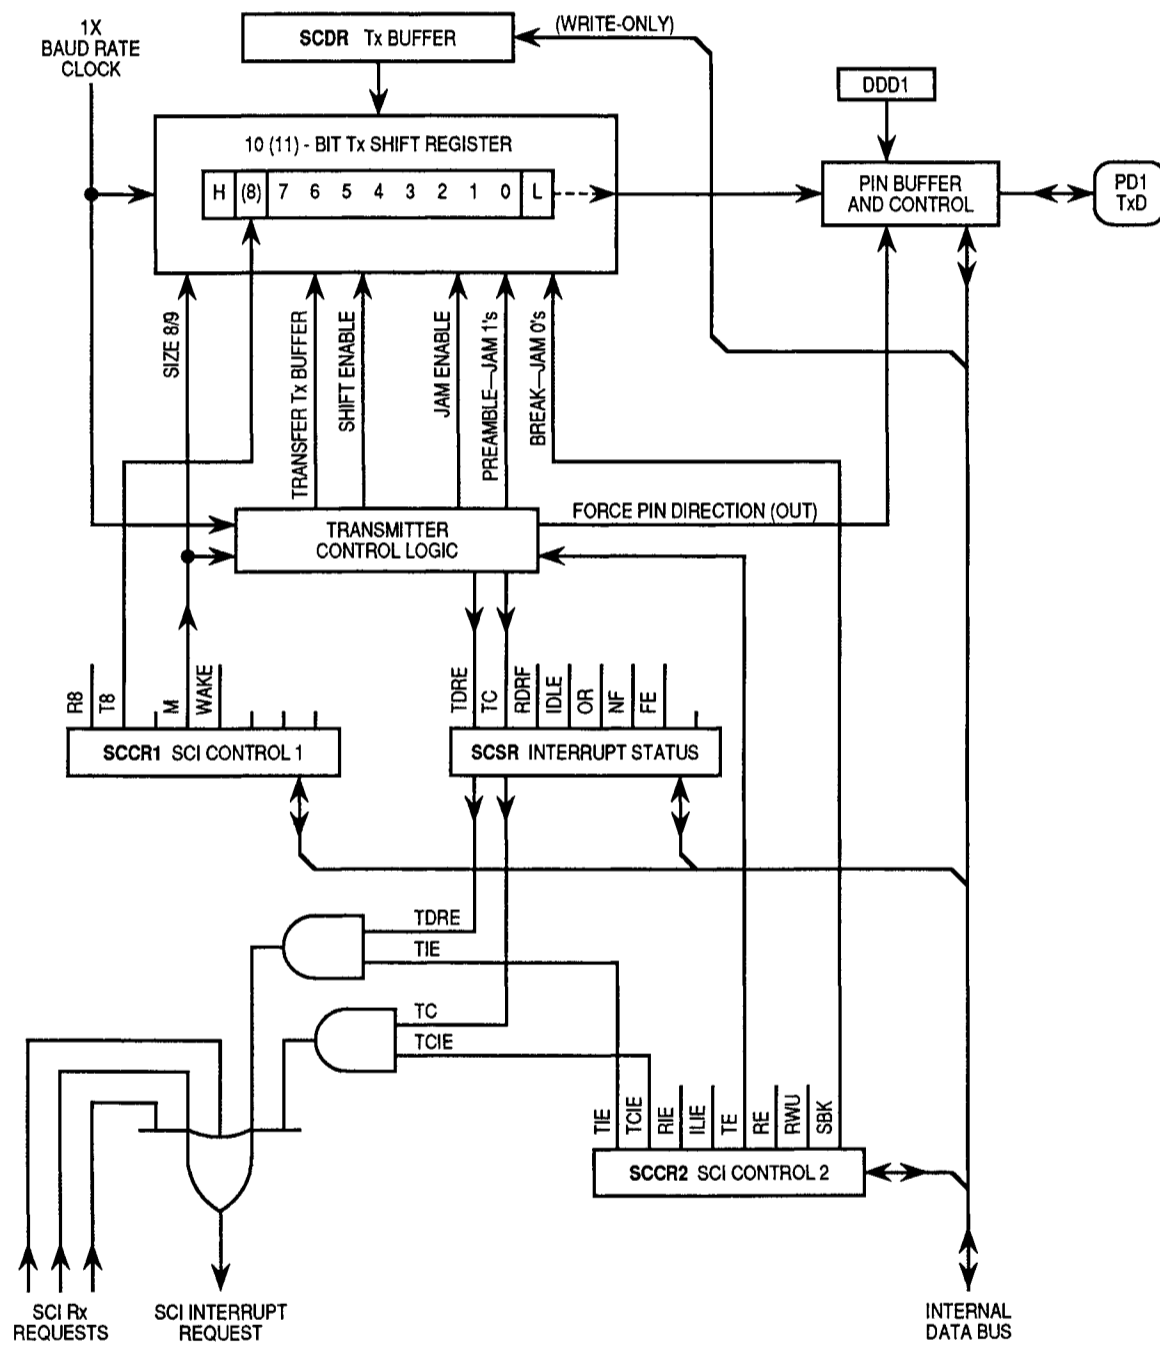 1X
BAUD RATE
CLOCK
SCDR Tx BUFFER
(WRITE-ONLY)
DDD1
10 (11) - BIT Tx SHIFT REGISTER
H (8) 7 6 5 4 3 2 1 0 L
PIN BUFFER
AND CONTROL
PD1
TxD
SIZE 8/9
TRANSFER Tx BUFFER
SHIFT ENABLE
JAM ENABLE
PREAMBLE—JAM 1's
BREAK—JAM 0's
FORCE PIN DIRECTION (OUT)
TRANSMITTER
CONTROL LOGIC
R8
T8
M
WAKE
SCCR1 SCI CONTROL 1
TDRE
TC
RDRF
IDLE
OR
NF
FE
SCSR INTERRUPT STATUS
TDRE
TIE
TC
TCIE
TIE
TCIE
RIE
ILIE
TE
RE
RWU
SBK
SCCR2 SCI CONTROL 2
SCI Rx
REQUESTS
SCI INTERRUPT
REQUEST
INTERNAL
DATA BUS